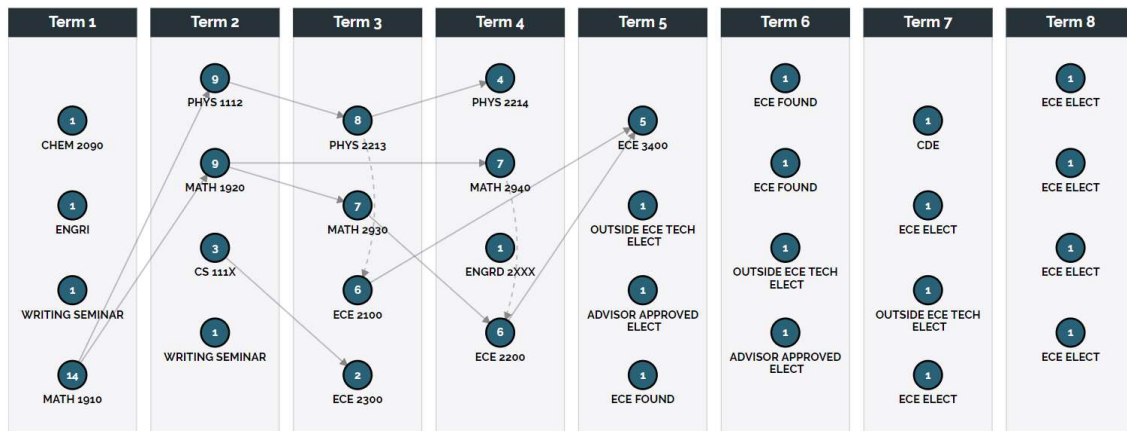 Term 1
Term 2
Term 3
Term 4
Term 5
Term 6
Term 7
Term 8
1
CHEM 2090
1
ENGRI
1
WRITING SEMINAR
14
MATH 1910
9
PHYS 1112
9
MATH 1920
3
CS 111X
1
WRITING SEMINAR
8
PHYS 2213
7
MATH 2930
6
ECE 2100
2
ECE 2300
4
PHYS 2214
7
MATH 2940
1
ENGRD 2XXX
6
ECE 2200
5
ECE 3400
1
OUTSIDE ECE TECH
ELECT
1
ADVISOR APPROVED
ELECT
1
ECE FOUND
1
ECE FOUND
1
ECE FOUND
1
OUTSIDE ECE TECH
ELECT
1
ADVISOR APPROVED
ELECT
1
CDE
1
ECE ELECT
1
OUTSIDE ECE TECH
ELECT
1
ECE ELECT
1
ECE ELECT
1
ECE ELECT
1
ECE ELECT
1
ECE ELECT